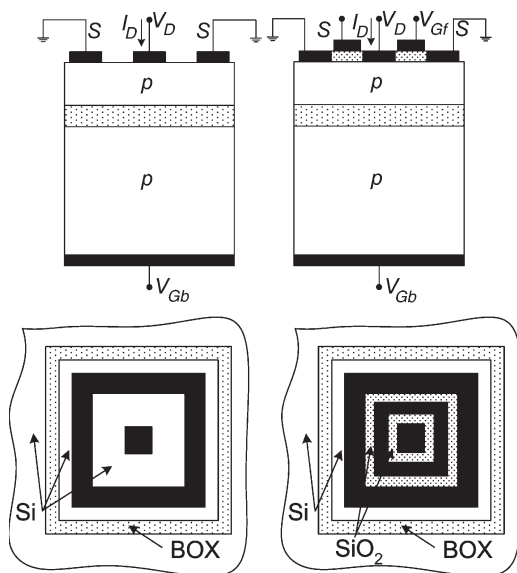 S I_D V_D S
S S I_D V_D V_Gf S
p p
p p
V_Gb V_Gb
Si BOX
Si SiO₂ BOX